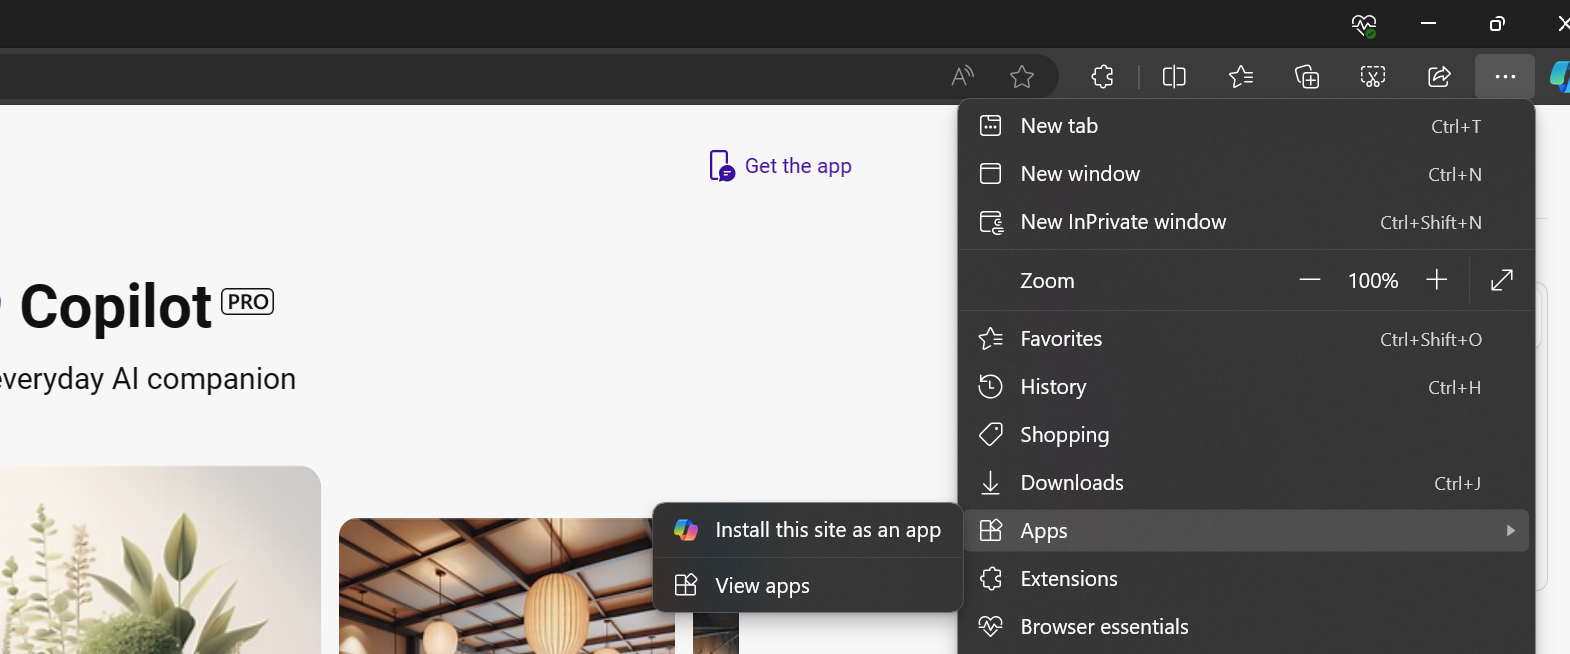 Get the app
Copilot PRO
everyday AI companion
New tab Ctrl+T
New window Ctrl+N
New InPrivate window Ctrl+Shift+N
Zoom 100%
Favorites Ctrl+Shift+O
History Ctrl+H
Shopping
Downloads Ctrl+J
Apps
Install this site as an app
View apps
Extensions
Browser essentials